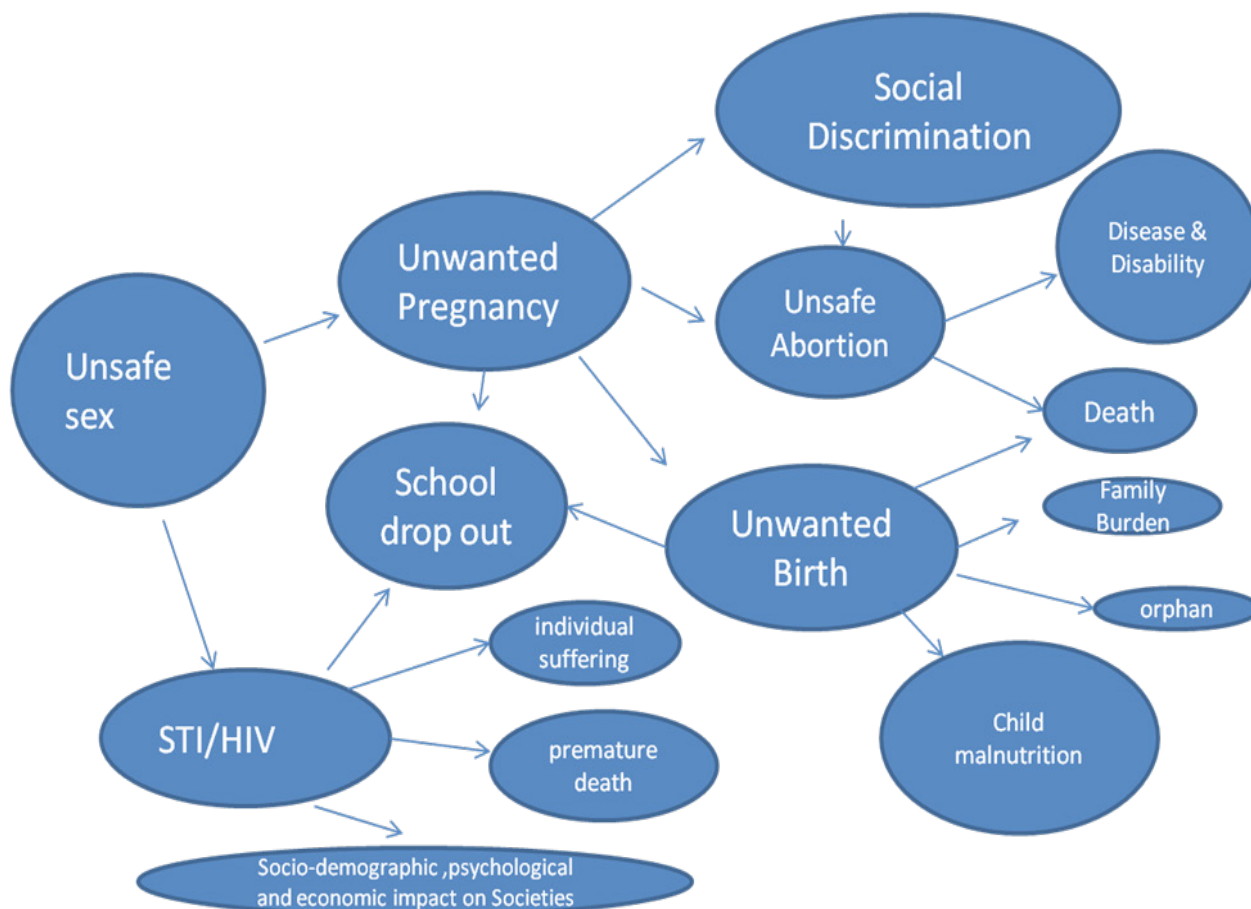 Social
Discrimination
Disease &
Disability
Unwanted
Pregnancy
Unsafe
Abortion
Unsafe
sex
Death
School
drop out
Family
Burden
Unwanted
Birth
orphan
individual
suffering
STI/HIV
premature
death
Child
malnutrition
Socio-demographic ,psychological
and economic impact on Societies